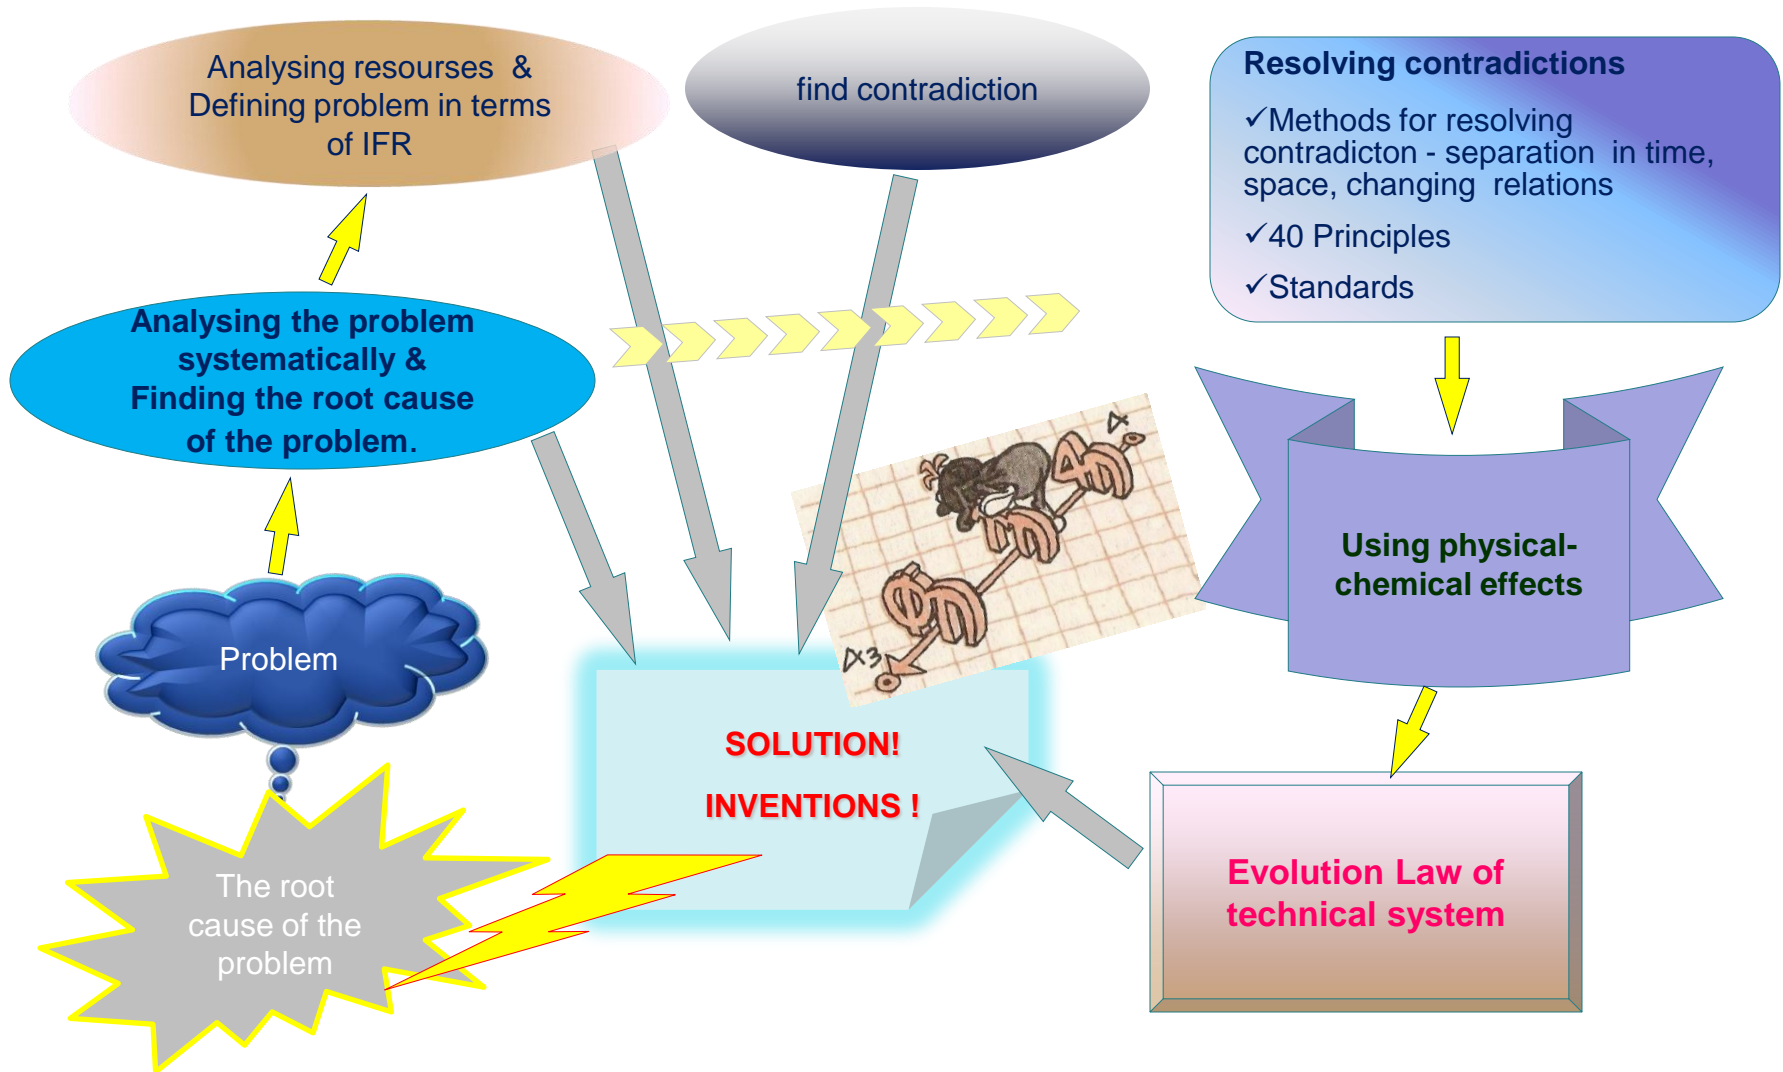 Analysing resourses  &
Defining problem in terms
of IFR
find contradiction
Resolving contradictions
✓Methods for resolving
contradicton - separation  in time,
space, changing  relations
✓40 Principles
✓Standards
Analysing the problem
systematically &
Finding the root cause
of the problem.
Using physical-
chemical effects
Problem
SOLUTION!
INVENTIONS !
The root
cause of the
problem
Evolution Law of
technical system